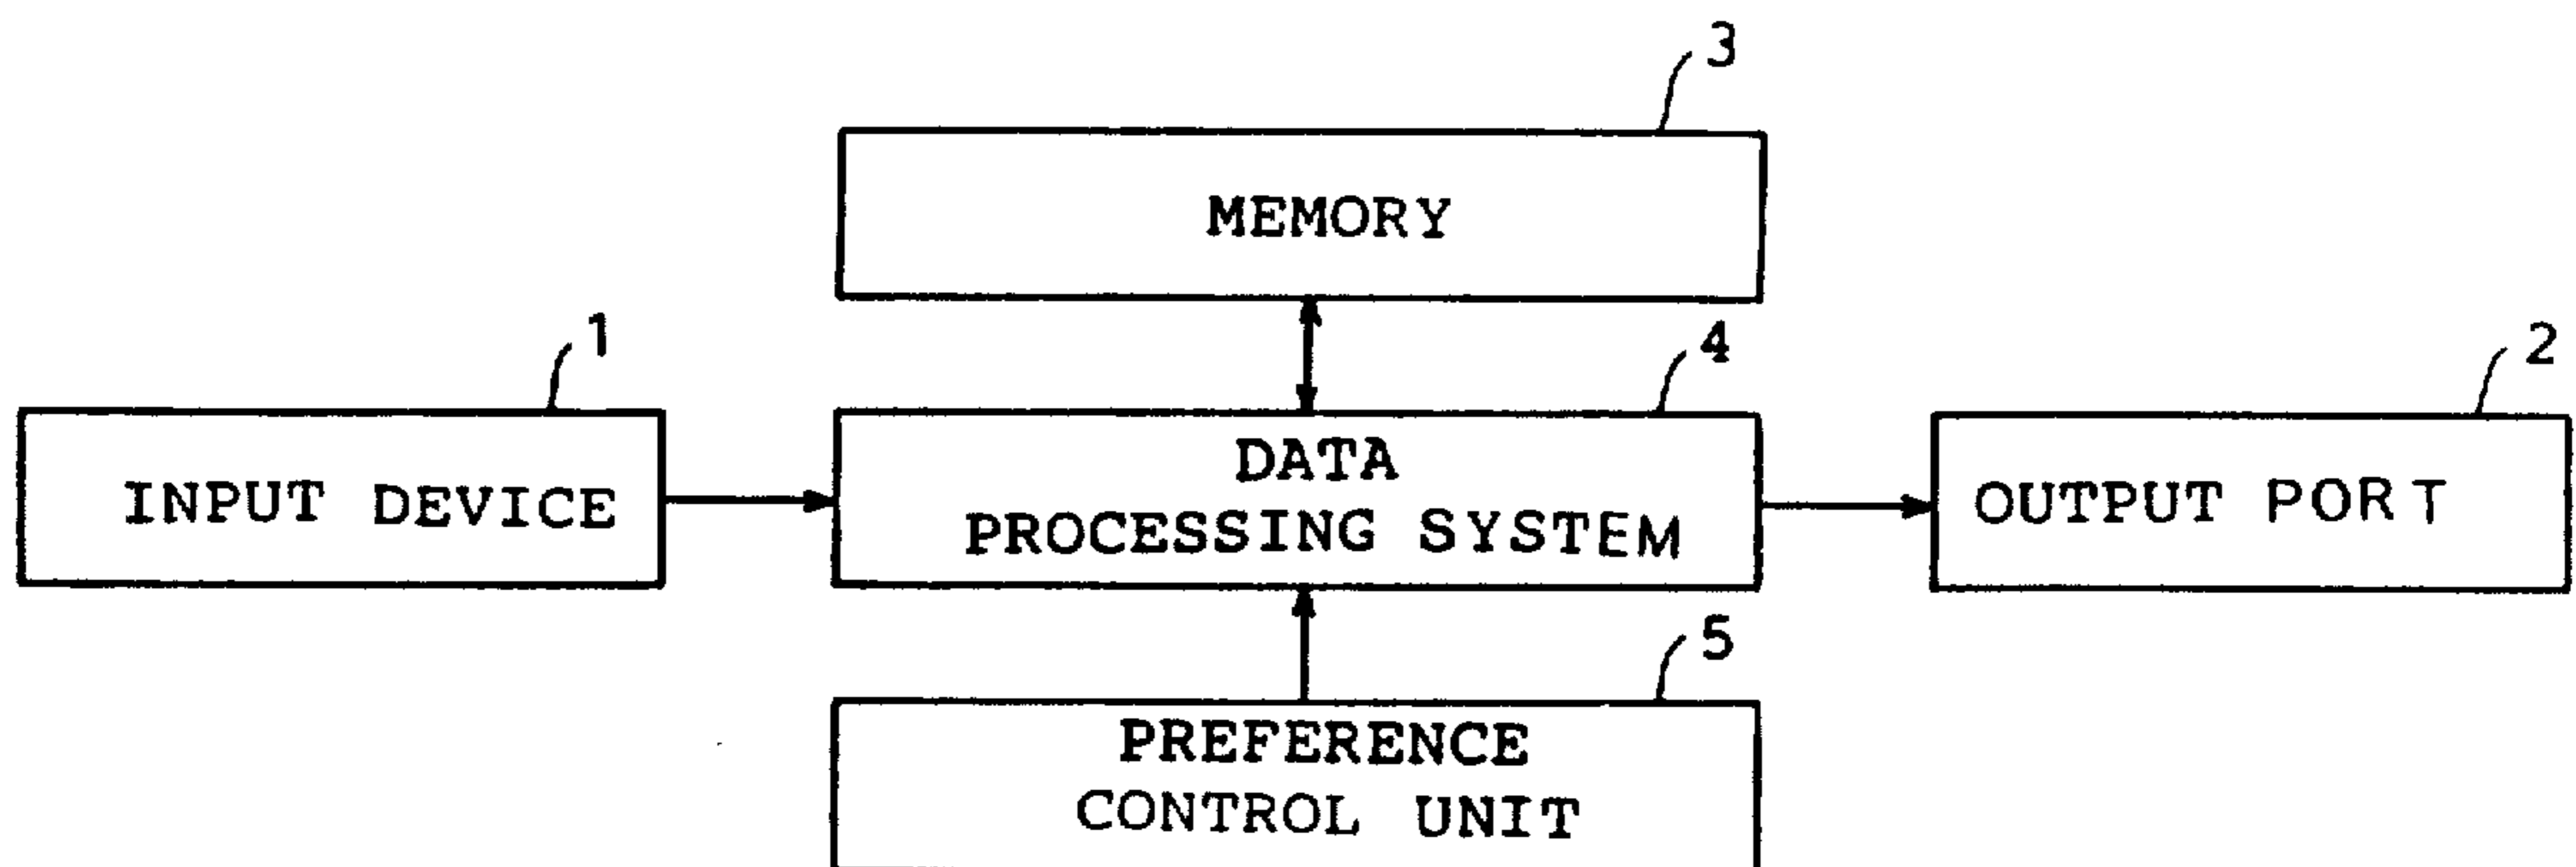 3
MEMORY
1
4
2
INPUT DEVICE
DATA
PROCESSING SYSTEM
OUTPUT PORT
5
PREFERENCE
CONTROL UNIT